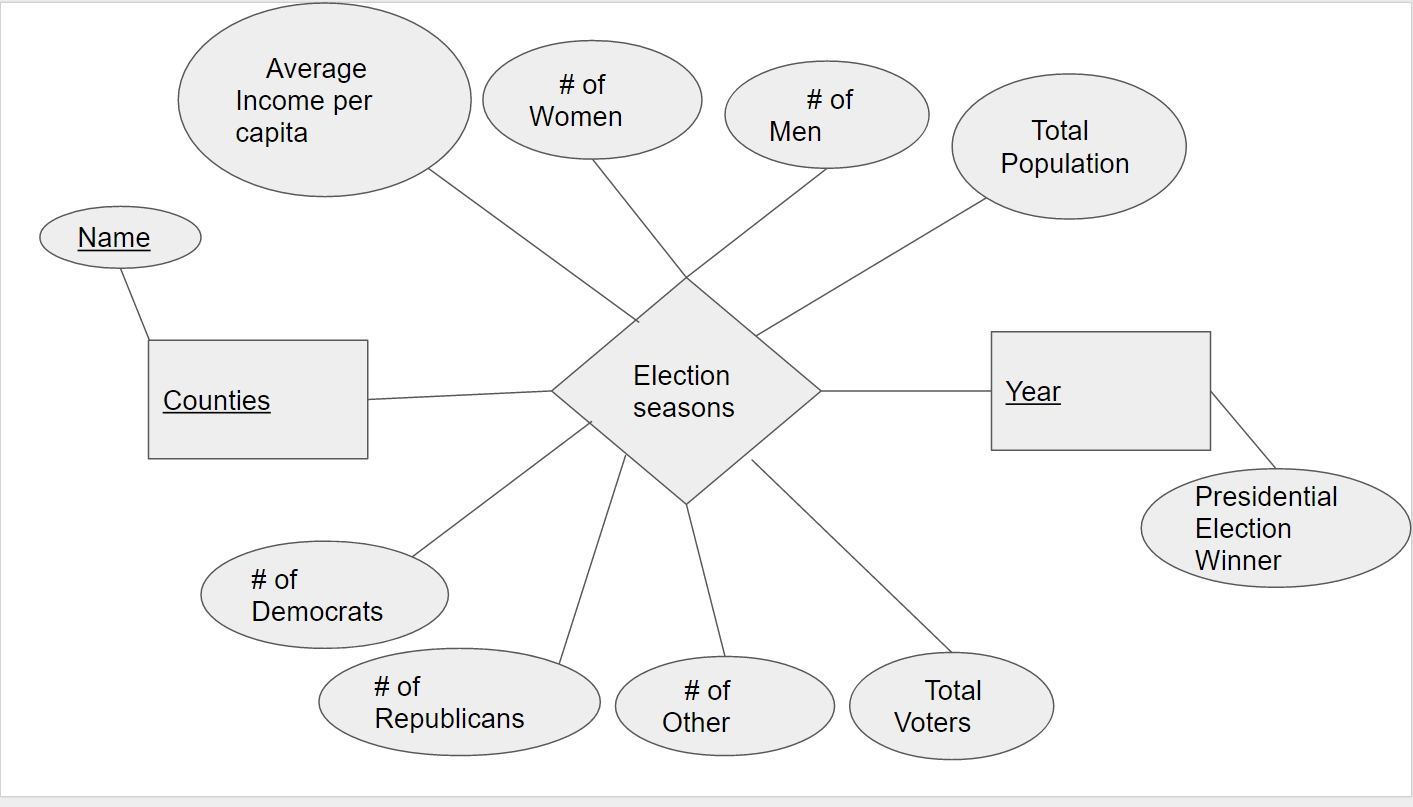 Average
Income per
capita
# of
Women
# of
Men
Total
Population
Name
Counties
Election
seasons
Year
Presidential
Election
Winner
# of
Democrats
# of
Republicans
# of
Other
Total
Voters